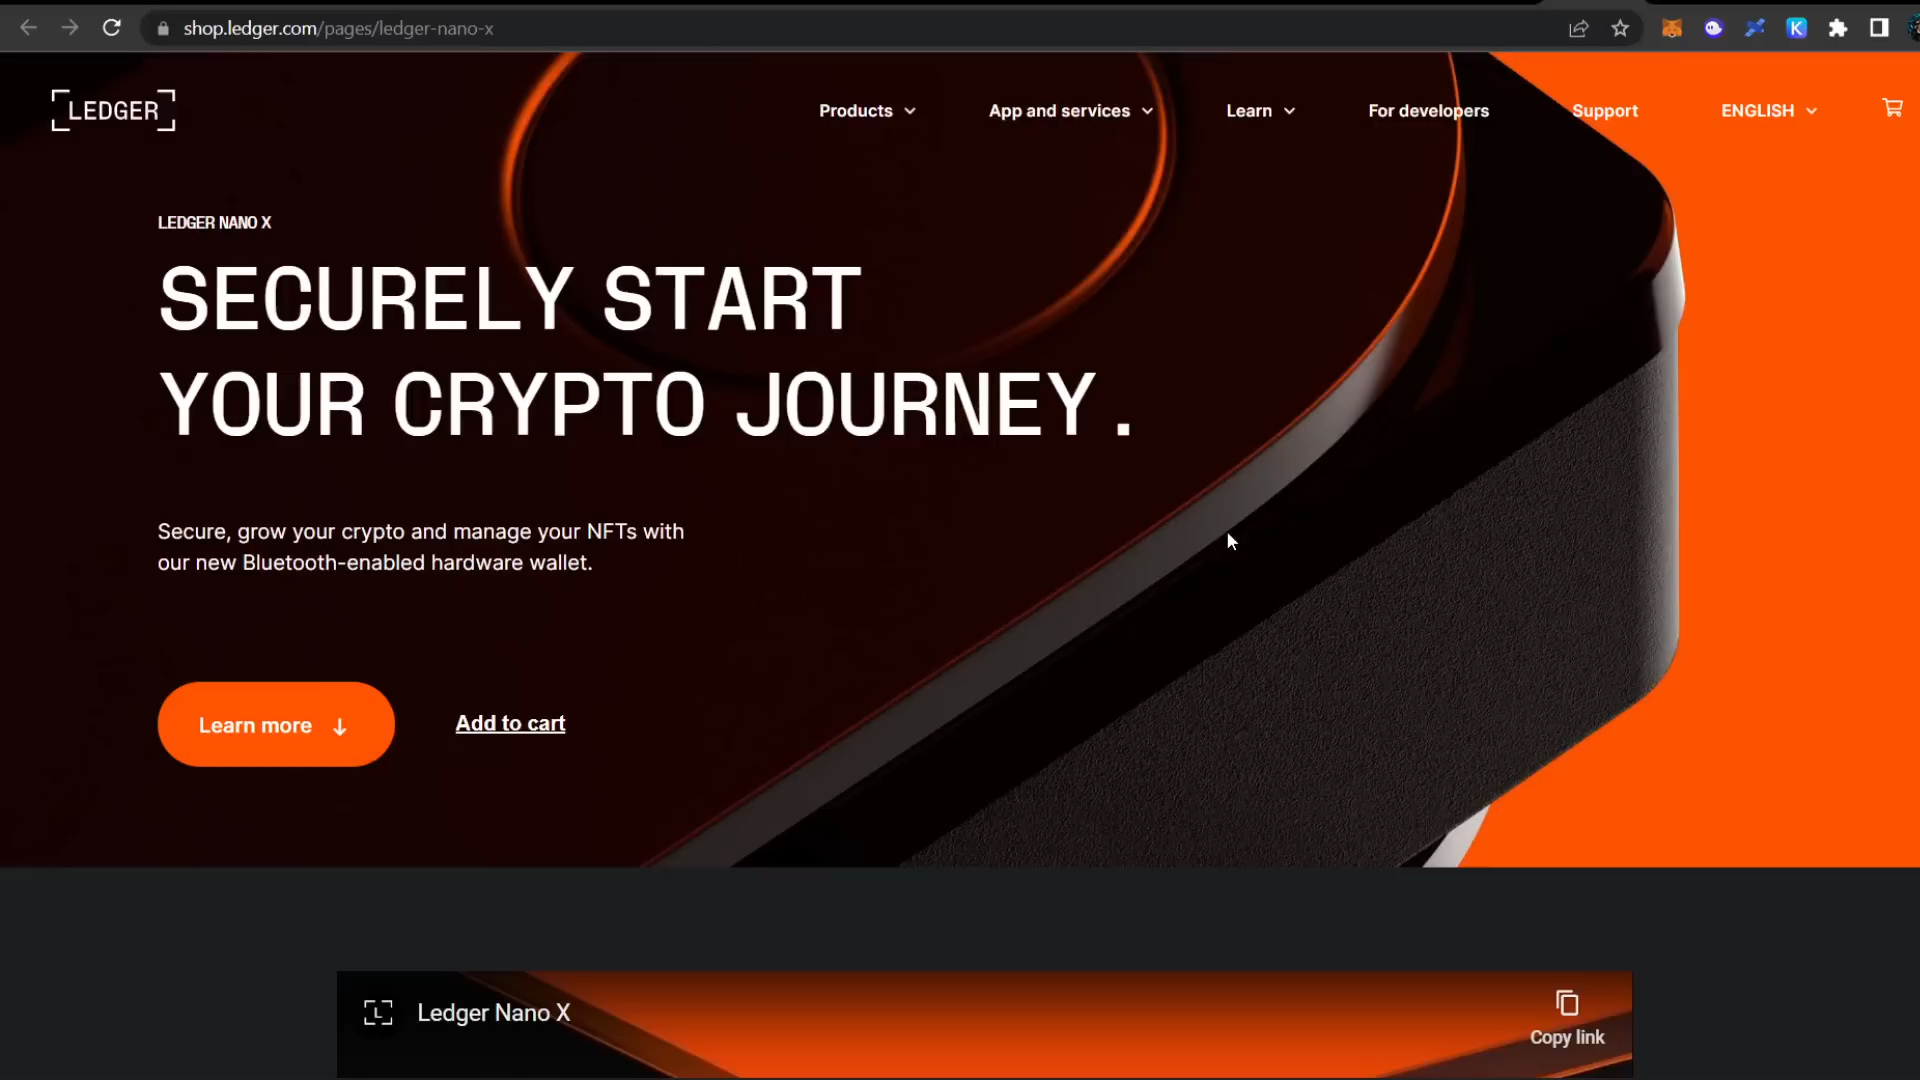 shop.ledger.com/pages/ledger-nano-x
LEDGER
Products
App and services
Learn
For developers
Support
ENGLISH
LEDGER NANO X
SECURELY START
YOUR CRYPTO JOURNEY.
Secure, grow your crypto and manage your NFTs with
our new Bluetooth-enabled hardware wallet.
Learn more
Add to cart
Ledger Nano X
Copy link